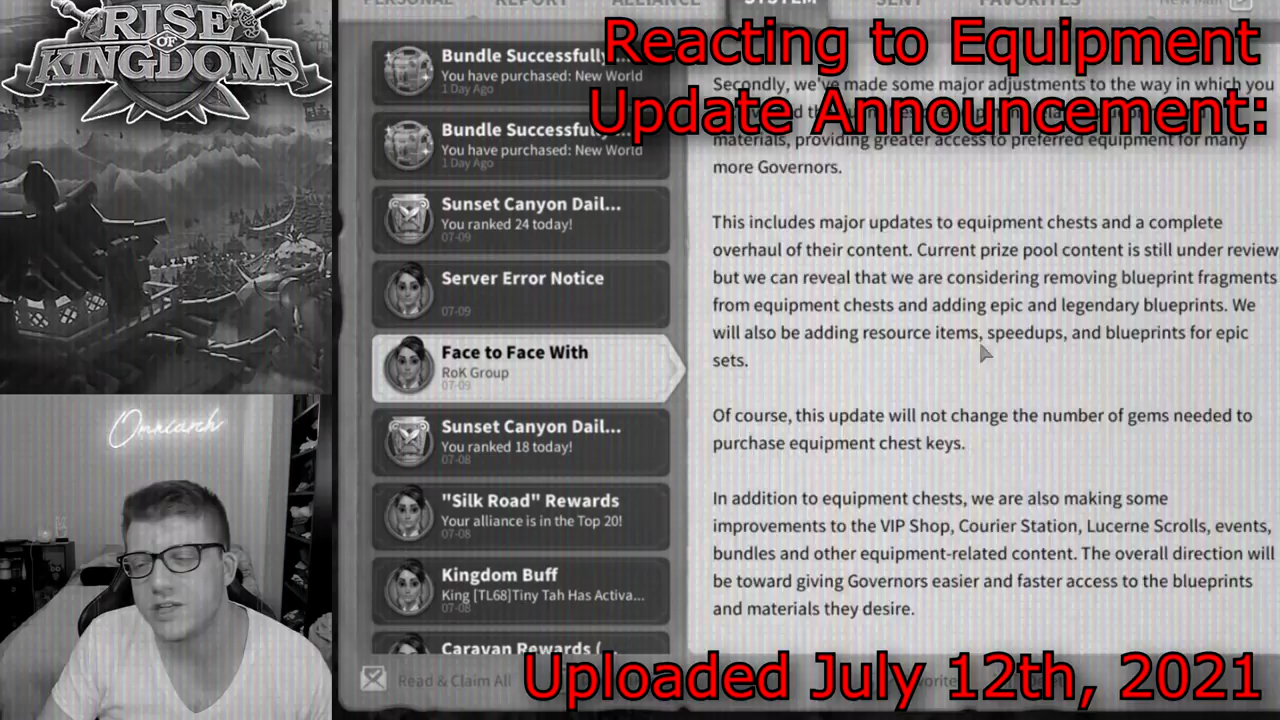 RISE
OF
KINGDOMS
PERSONAL
REPORT
ALLIANCE
SYSTEM
SENT
FAVORITES
New Mail
Reacting to Equipment
Update Announcement:
Bundle Successfully ...
You have purchased: New World
1 Day Ago
Bundle Successfully ...
You have purchased: New World
1 Day Ago
Sunset Canyon Dail...
You ranked 24 today!
07-09
Server Error Notice
07-09
Face to Face With
RoK Group
07-09
Sunset Canyon Dail...
You ranked 18 today!
07-08
"Silk Road" Rewards
Your alliance is in the Top 20!
07-08
Kingdom Buff
King [TL68]Tiny Tah Has Activa...
07-08
Caravan Rewards (...
Read & Claim All
Secondly, we've made some major adjustments to the way in which you
materials, providing greater access to preferred equipment for many
more Governors.
This includes major updates to equipment chests and a complete
overhaul of their content. Current prize pool content is still under review
but we can reveal that we are considering removing blueprint fragments
from equipment chests and adding epic and legendary blueprints. We
will also be adding resource items, speedups, and blueprints for epic
sets.
Of course, this update will not change the number of gems needed to
purchase equipment chest keys.
In addition to equipment chests, we are also making some
improvements to the VIP Shop, Courier Station, Lucerne Scrolls, events,
bundles and other equipment-related content. The overall direction will
be toward giving Governors easier and faster access to the blueprints
and materials they desire.
Omniarch
Uploaded July 12th, 2021